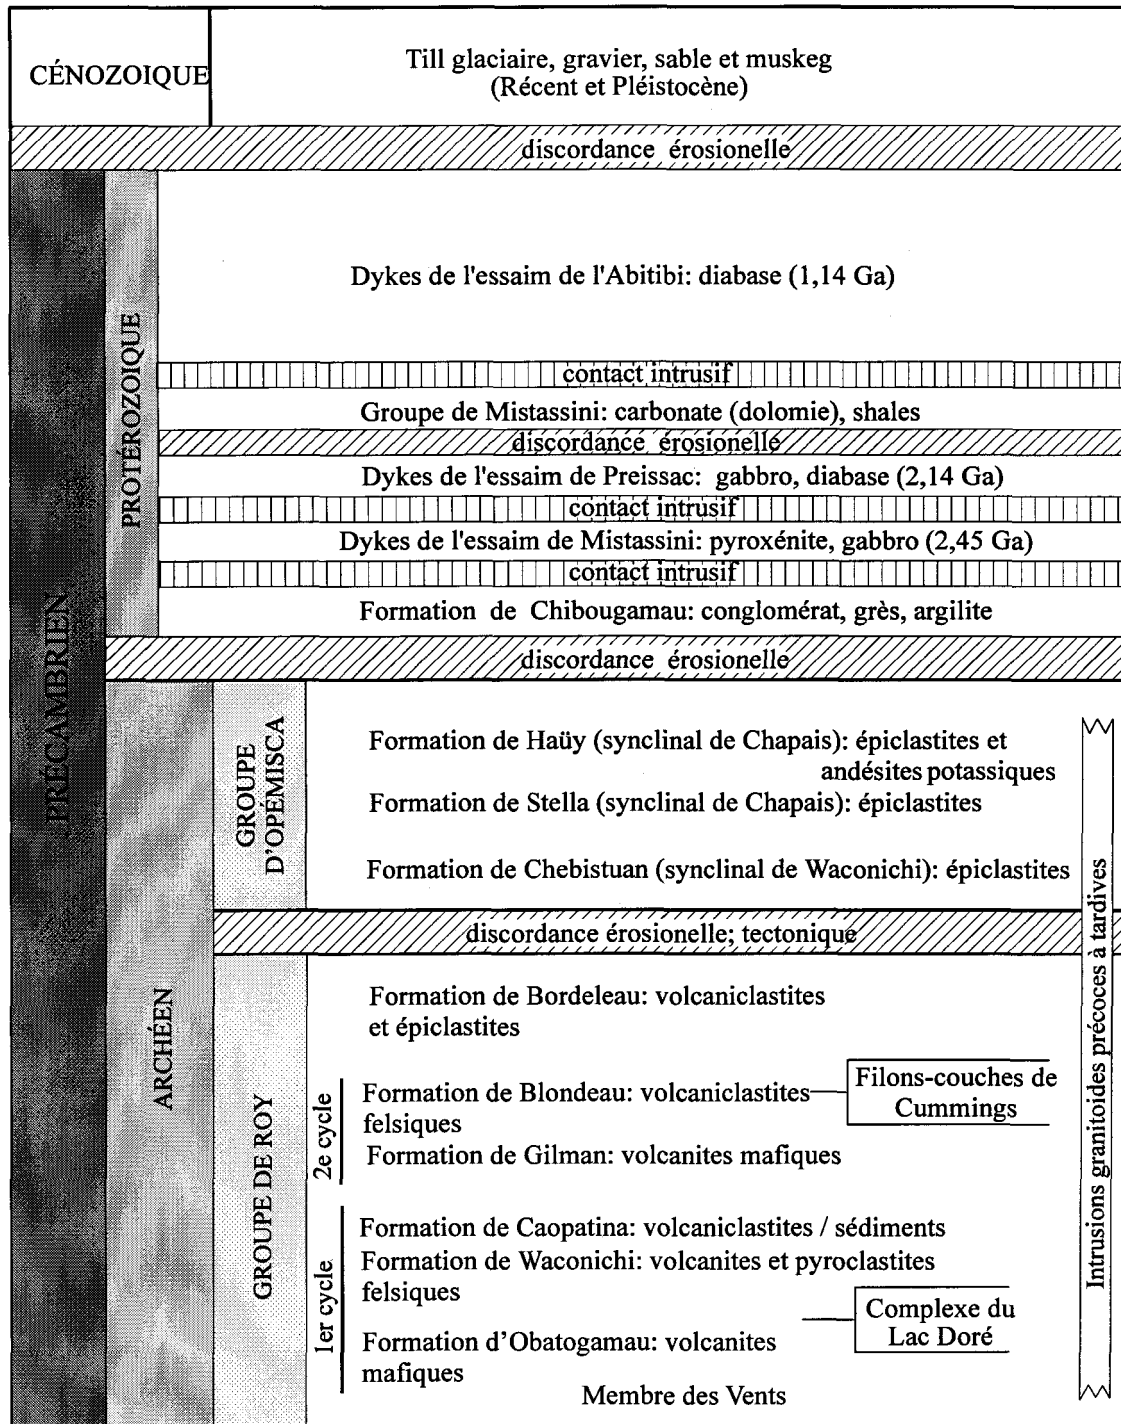 CÉNOZOIQUE
Till glaciaire, gravier, sable et muskeg
(Récent et Pléistocène)
discordance érosionelle
PRÉCAMBRIEN
PROTÉROZOIQUE
Dykes de l'essaim de l'Abitibi: diabase (1,14 Ga)
contact intrusif
Groupe de Mistassini: carbonate (dolomie), shales
discordance érosionelle
Dykes de l'essaim de Preissac: gabbro, diabase (2,14 Ga)
contact intrusif
Dykes de l'essaim de Mistassini: pyroxénite, gabbro (2,45 Ga)
contact intrusif
Formation de Chibougamau: conglomérat, grès, argilite
discordance érosionelle
ARCHÉEN
GROUPE
D'OPÉMISCA
Formation de Haüy (synclinal de Chapais): épiclastites et
andésites potassiques
Formation de Stella (synclinal de Chapais): épiclastites
Formation de Chebistuan (synclinal de Waconichi): épiclastites
Intrusions granitoides précoces à tardives
discordance érosionelle; tectonique
GROUPE DE ROY
Formation de Bordeleau: volcaniclastites
et épiclastites
2e cycle
Formation de Blondeau: volcaniclastites
felsiques
Filons-couches de
Cummings
Formation de Gilman: volcanites mafiques
1er cycle
Formation de Caopatina: volcaniclastites / sédiments
Formation de Waconichi: volcanites et pyroclastites
felsiques
Complexe du
Lac Doré
Formation d'Obatogamau: volcanites
mafiques
Membre des Vents